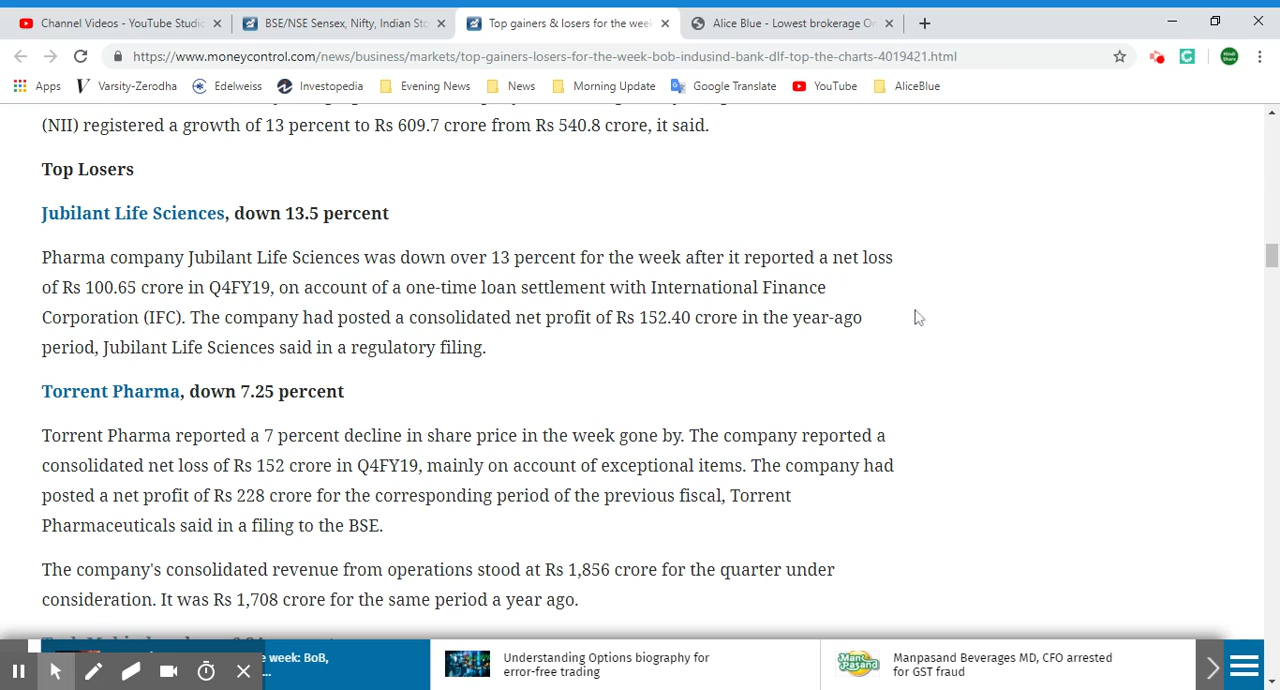 Channel Videos - YouTube Studio
BSE/NSE Sensex, Nifty, Indian Sto
Top gainers & losers for the wee
Alice Blue - Lowest brokerage On
https://www.moneycontrol.com/news/business/markets/top-gainers-losers-for-the-week-bob-indusind-bank-dlf-top-the-charts-4019421.html
Apps
Varsity-Zerodha
Edelweiss
Investopedia
Evening News
News
Morning Update
Google Translate
YouTube
AliceBlue
(NII) registered a growth of 13 percent to Rs 609.7 crore from Rs 540.8 crore, it said.
Top Losers
Jubilant Life Sciences, down 13.5 percent
Pharma company Jubilant Life Sciences was down over 13 percent for the week after it reported a net loss
of Rs 100.65 crore in Q4FY19, on account of a one-time loan settlement with International Finance
Corporation (IFC). The company had posted a consolidated net profit of Rs 152.40 crore in the year-ago
period, Jubilant Life Sciences said in a regulatory filing.
Torrent Pharma, down 7.25 percent
Torrent Pharma reported a 7 percent decline in share price in the week gone by. The company reported a
consolidated net loss of Rs 152 crore in Q4FY19, mainly on account of exceptional items. The company had
posted a net profit of Rs 228 crore for the corresponding period of the previous fiscal, Torrent
Pharmaceuticals said in a filing to the BSE.
The company's consolidated revenue from operations stood at Rs 1,856 crore for the quarter under
consideration. It was Rs 1,708 crore for the same period a year ago.
e week: BoB,
...
Understanding Options biography for
error-free trading
Manpasand Beverages MD, CFO arrested
for GST fraud